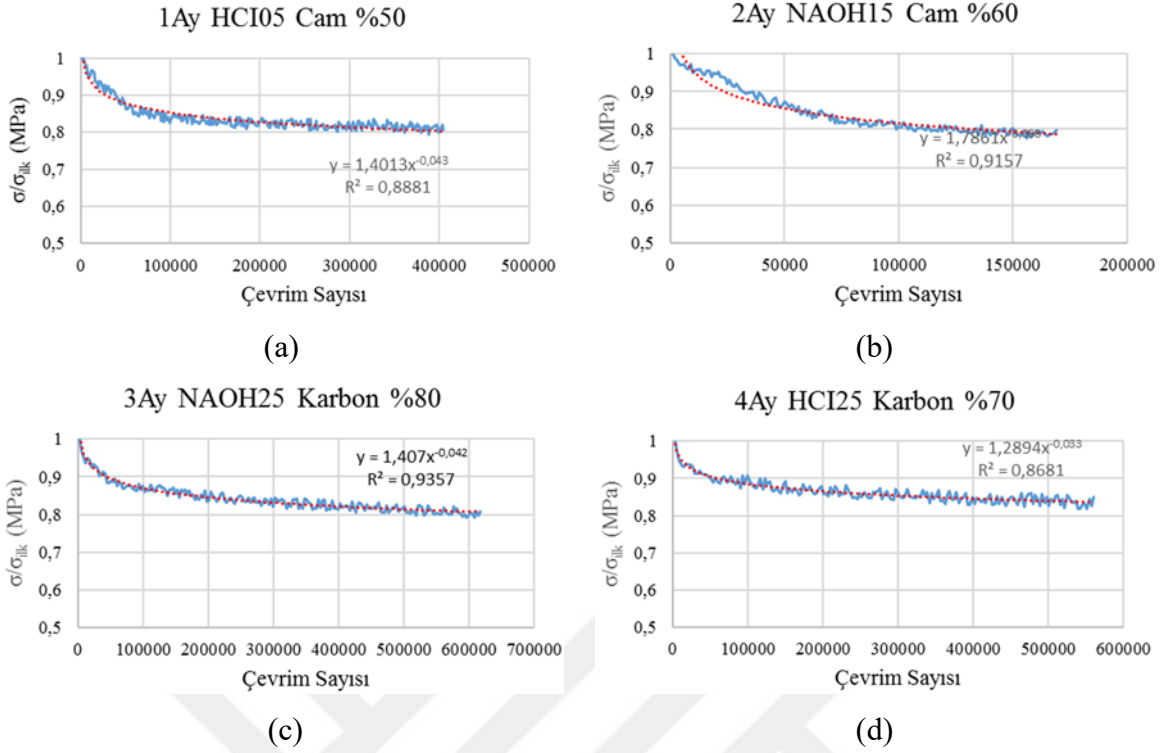 1Ay HCI05 Cam %50
1
0,9
0,8
0,7
0,6
0,5
σ/σilk (MPa)
y = 1,4013x-0,043
R² = 0,8881
0 100000 200000 300000 400000 500000
Çevrim Sayısı
(a)
2Ay NAOH15 Cam %60
1
0,9
0,8
0,7
0,6
0,5
σ/σilk (MPa)
y = 1,7861x
R² = 0,9157
0 50000 100000 150000 200000
Çevrim Sayısı
(b)
3Ay NAOH25 Karbon %80
1
0,9
0,8
0,7
0,6
0,5
σ/σilk (MPa)
y = 1,407x-0,042
R² = 0,9357
0 100000 200000 300000 400000 500000 600000 700000
Çevrim Sayısı
(c)
4Ay HCI25 Karbon %70
1
0,9
0,8
0,7
0,6
0,5
σ/σilk (MPa)
y = 1,2894x-0,033
R² = 0,8681
0 100000 200000 300000 400000 500000 600000
Çevrim Sayısı
(d)